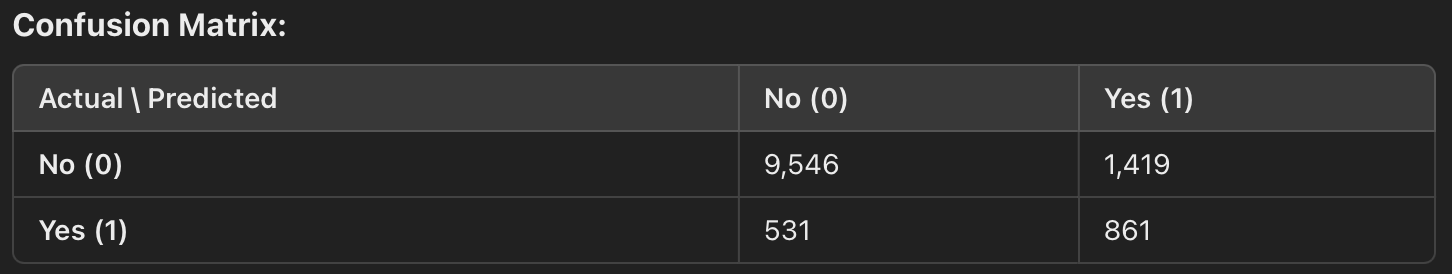 Confusion Matrix:
Actual \ Predicted No (0) Yes (1)
No (0) 9,546 1,419
Yes (1) 531 861